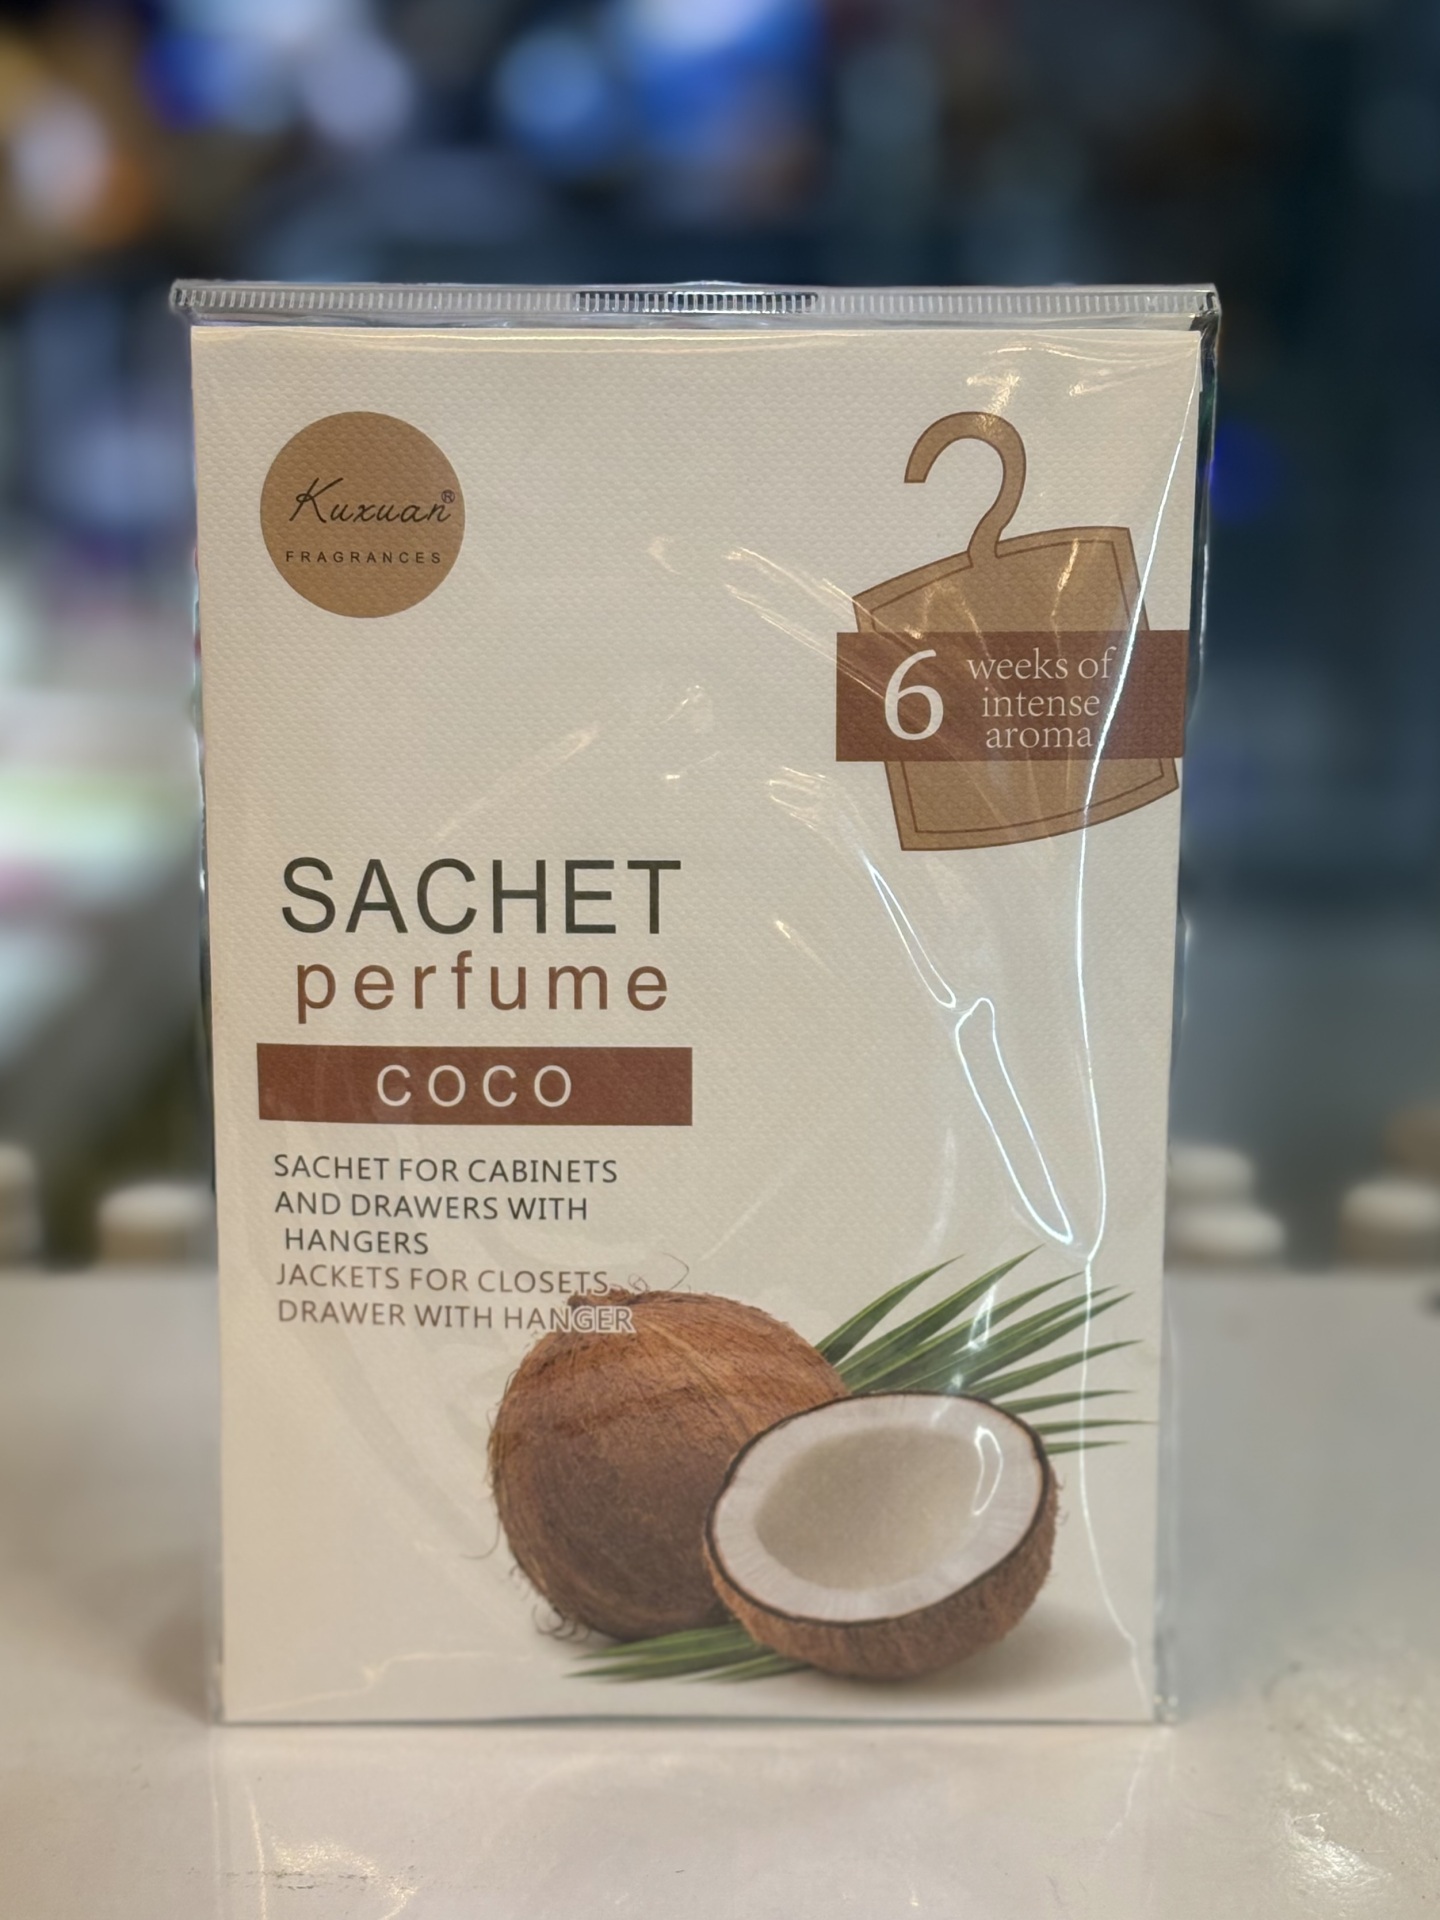 Kuxuan®
FRAGRANCES
6 weeks of
intense
aroma
SACHET
perfume
COCO
SACHET FOR CABINETS
AND DRAWERS WITH
HANGERS
JACKETS FOR CLOSETS
DRAWER WITH HANGER